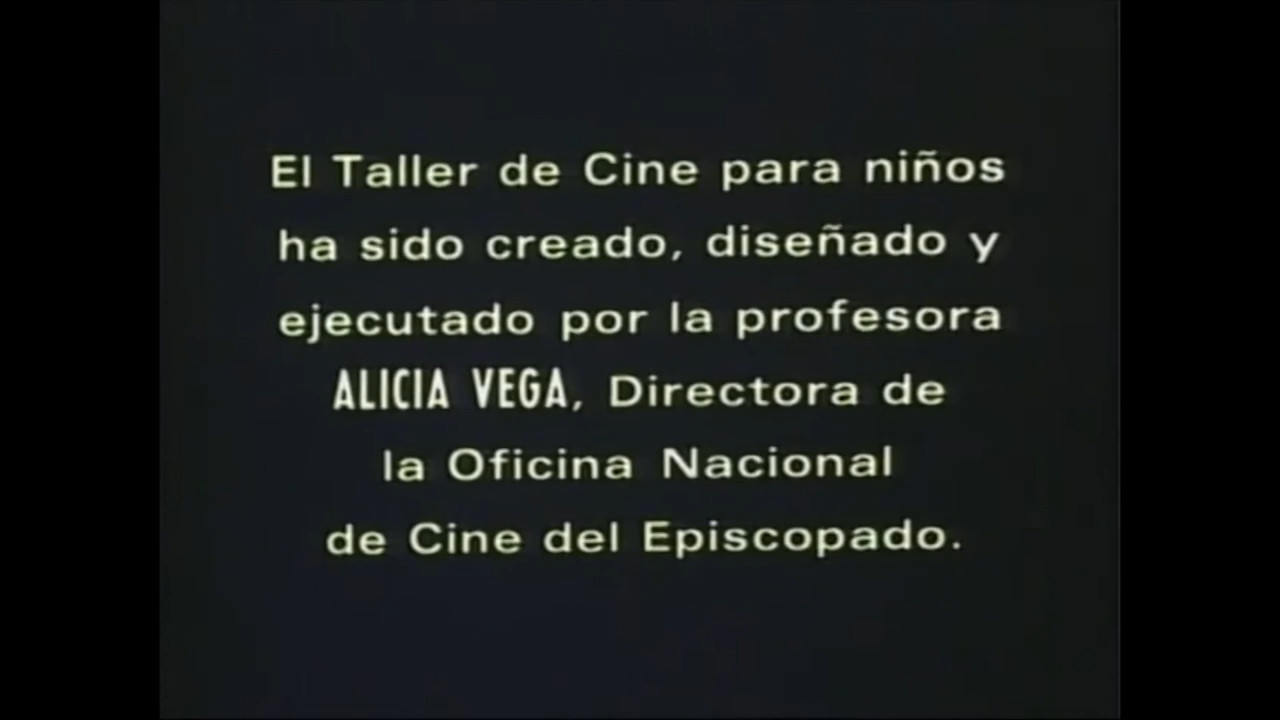 El Taller de Cine para niños
ha sido creado, diseñado y
ejecutado por la profesora
ALICIA VEGA, Directora de
la Oficina Nacional
de Cine del Episcopado.